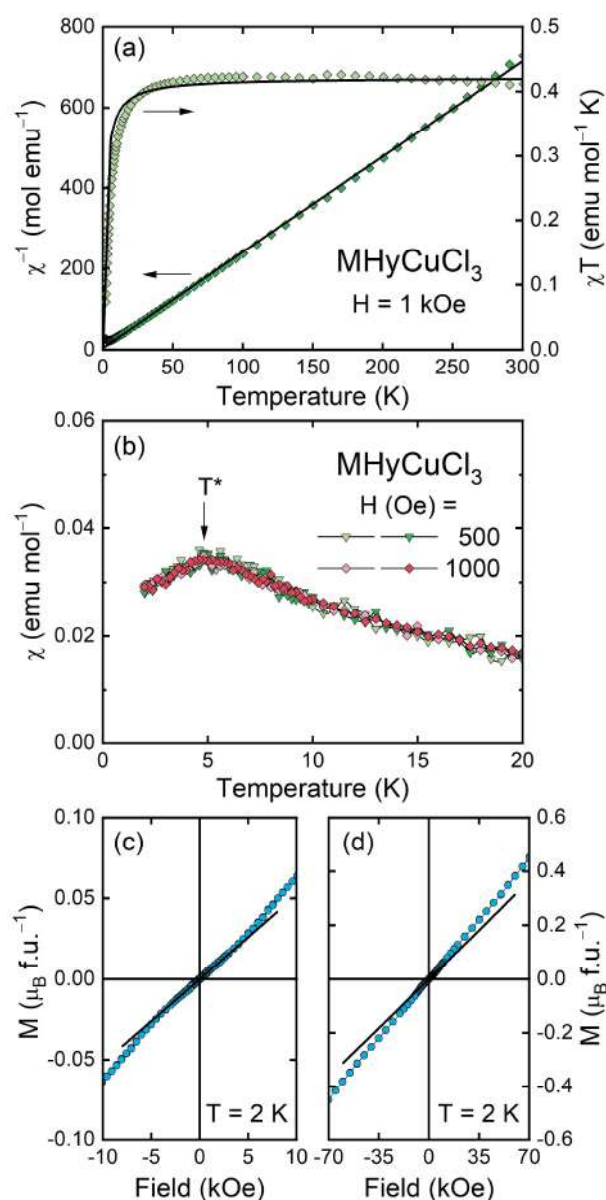 (a)
800
600
400
200
0
χ⁻¹ (mol emu⁻¹)
0.5
0.4
0.3
0.2
0.1
0.0
χT (emu mol⁻¹ K)
MHyCuCl₃
H = 1 kOe
0 50 100 150 200 250 300
Temperature (K)
(b)
0.06
0.04
0.02
0.00
χ (emu mol⁻¹)
T*
MHyCuCl₃
H (Oe) =
500
1000
0 5 10 15 20
Temperature (K)
(c)
0.10
0.05
0.00
-0.05
-0.10
M (μB f.u.⁻¹)
T = 2 K
-10 -5 0 5 10
Field (kOe)
(d)
0.6
0.4
0.2
0.0
-0.2
-0.4
-0.6
M (μB f.u.⁻¹)
T = 2 K
-70 -35 0 35 70
Field (kOe)